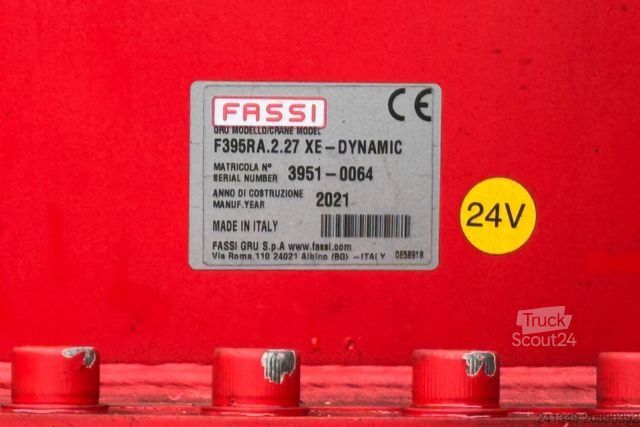 FASSI
CE
GRU MODELLO/CRANE MODEL
F395RA.2.27 XE-DYNAMIC
MATRICOLA N°
SERIAL NUMBER 3951-0064
ANNO DI COSTRUZIONE
MANUF.YEAR 2021
MADE IN ITALY
FASSI GRU S.p.A www.fassi.com
Via Roma 110 24021 Albino (BG) - ITALY DE58918
24V
Truck
Scout24